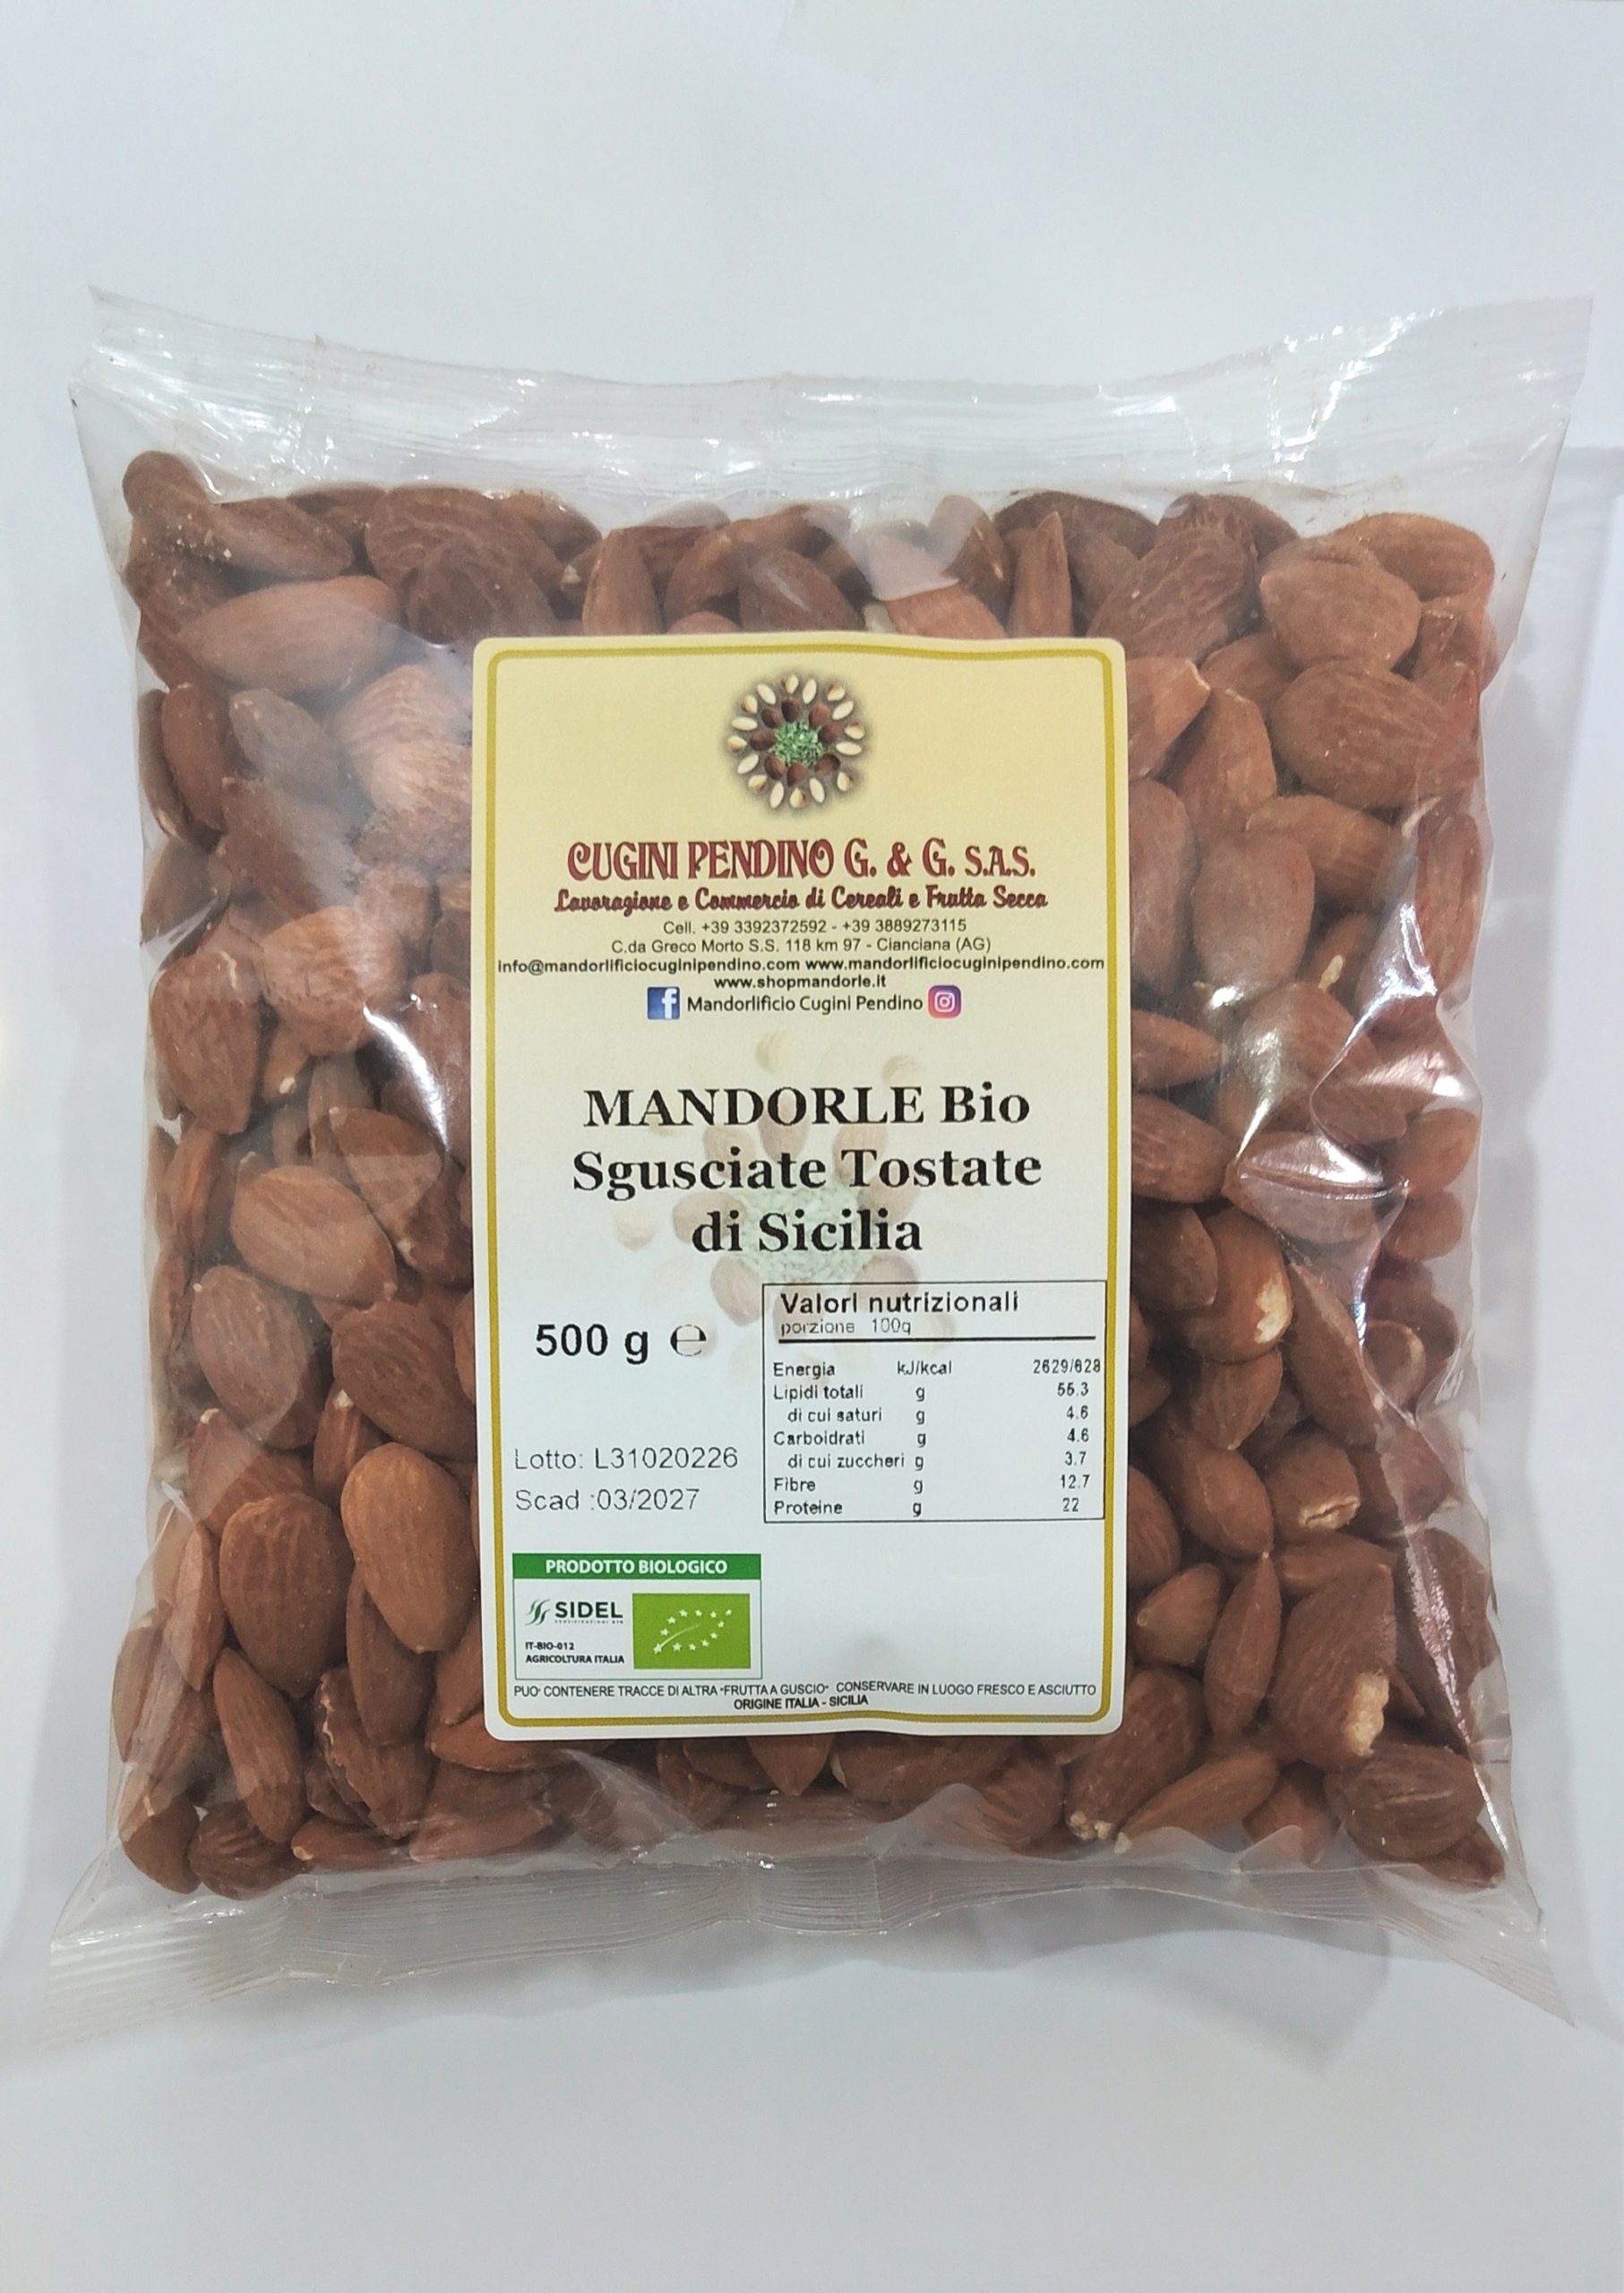 CUGINI PENDINO G. & G. S.A.S.
Lavorazione e Commercio di Cereali e Frutta Secca
Cell. +39 3392372592 - +39 3889273115
C.da Greco Morto S.S. 118 km 97 - Cianciana (AG)
info@mandorlificiocuginipendino.com www.mandorlificiocuginipendino.com
www.shopmandorle.it
f Mandorlificio Cugini Pendino
MANDORLE Bio
Sgusciate Tostate
di Sicilia
500 g ℮
Lotto: L31020226
Scad :03/2027
Valori nutrizionali
porzione 100g
Energia kJ/kcal 2629/628
Lipidi totali g 55.3
di cui saturi g 4.6
Carboidrati g 4.6
di cui zuccheri g 3.7
Fibre g 12.7
Proteine g 22
PRODOTTO BIOLOGICO
SIDEL
IT-BIO-012
AGRICOLTURA ITALIA
PUO' CONTENERE TRACCE DI ALTRA "FRUTTA A GUSCIO" CONSERVARE IN LUOGO FRESCO E ASCIUTTO
ORIGINE ITALIA - SICILIA